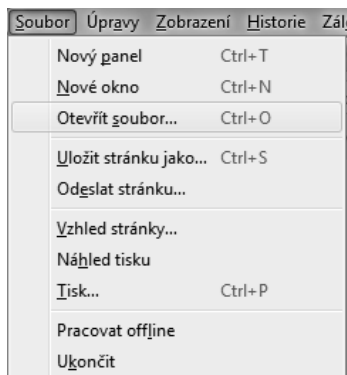 Soubor Úpravy Zobrazení Historie Zál
Nový panel Ctrl+T
Nové okno Ctrl+N
Otevřít soubor... Ctrl+O
Uložit stránku jako... Ctrl+S
Odeslat stránku...
Vzhled stránky...
Náhled tisku
Tisk... Ctrl+P
Pracovat offline
Ukončit